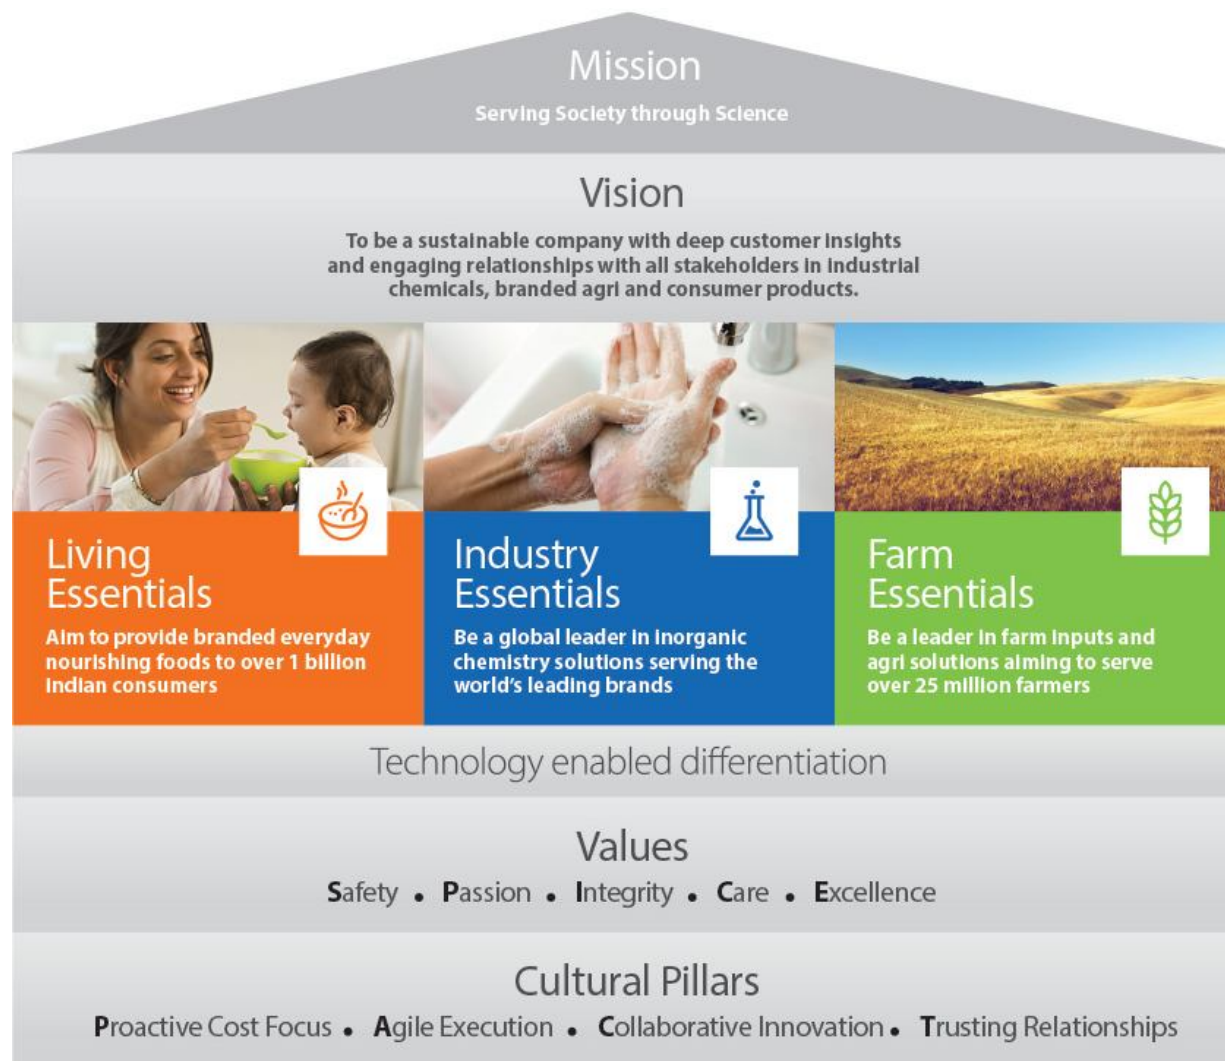 Mission
Serving Society through Science
Vision
To be a sustainable company with deep customer insights
and engaging relationships with all stakeholders in industrial
chemicals, branded agri and consumer products.
Living
Essentials
Aim to provide branded everyday
nourishing foods to over 1 billion
Indian consumers
Industry
Essentials
Be a global leader in inorganic
chemistry solutions serving the
world's leading brands
Farm
Essentials
Be a leader in farm inputs and
agri solutions aiming to serve
over 25 million farmers
Technology enabled differentiation
Values
Safety • Passion • Integrity • Care • Excellence
Cultural Pillars
Proactive Cost Focus • Agile Execution • Collaborative Innovation • Trusting Relationships